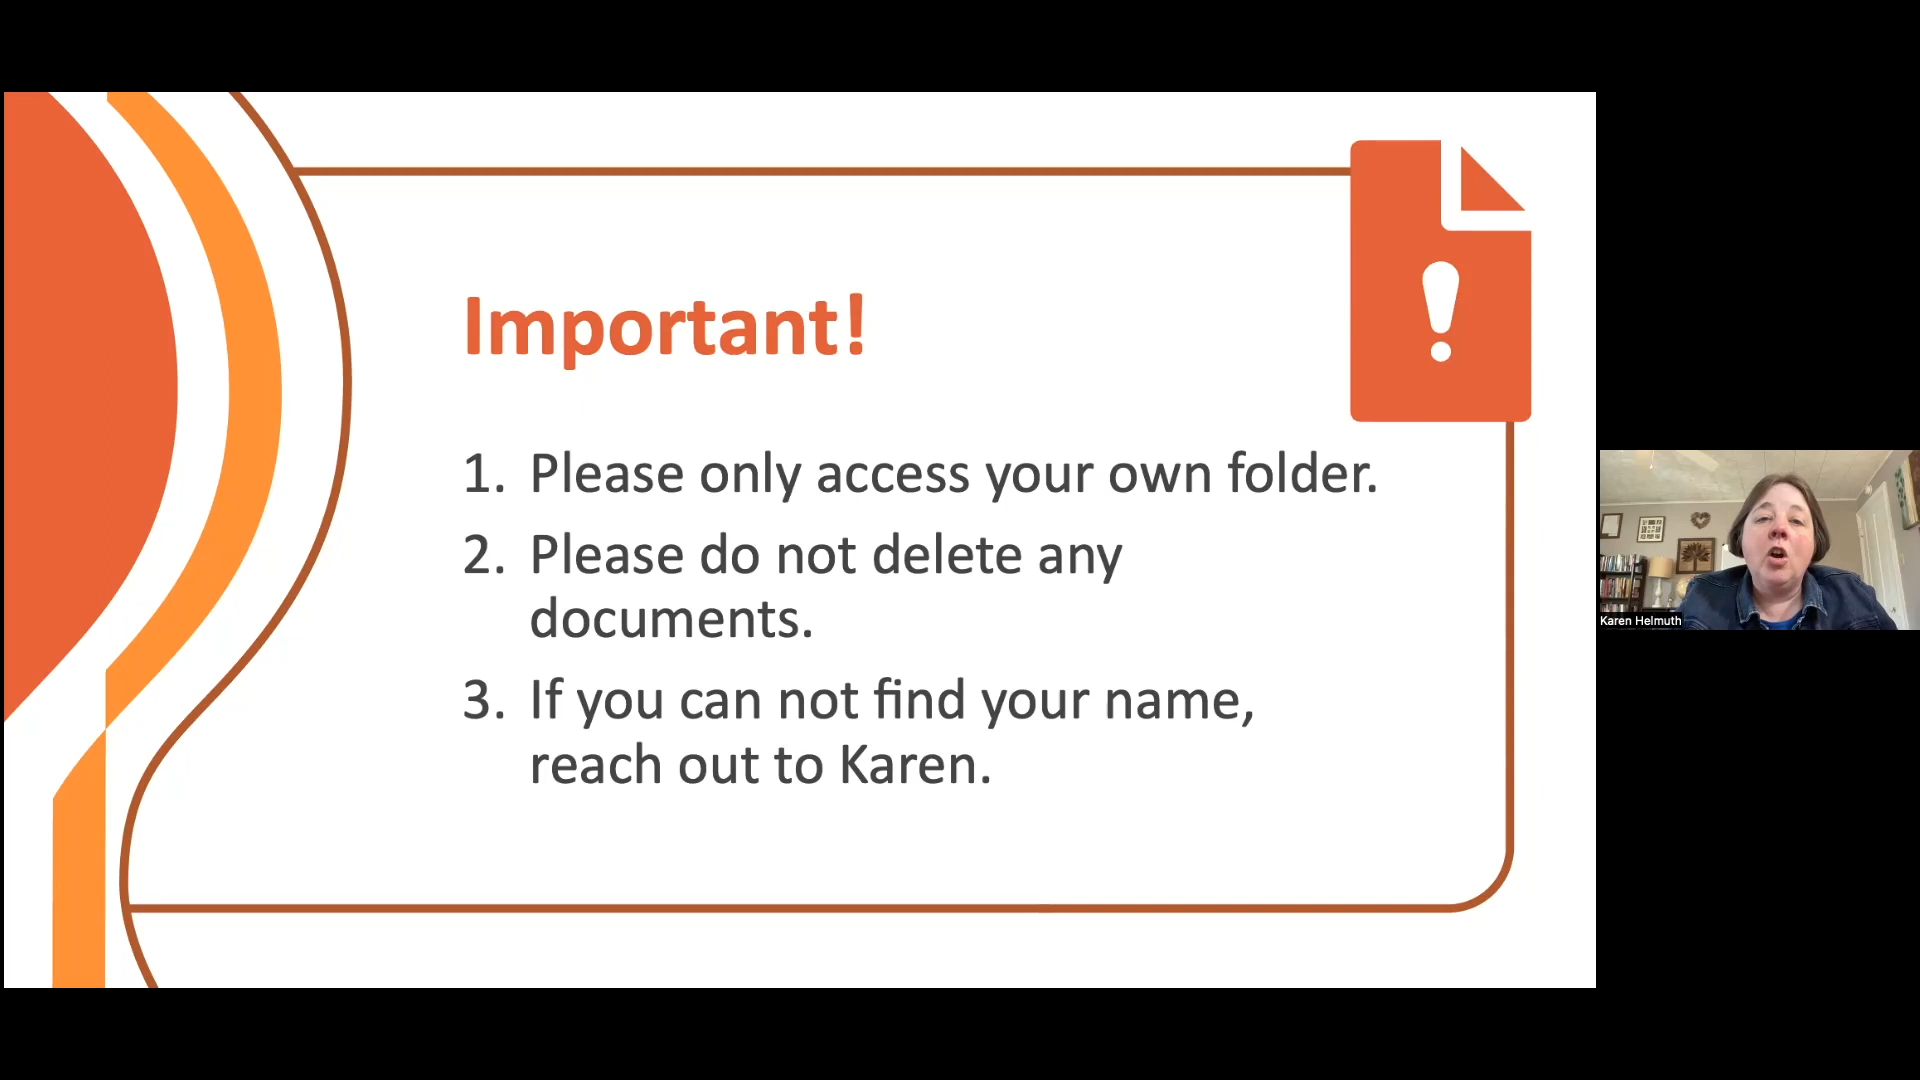 Important!
1. Please only access your own folder.
2. Please do not delete any
documents.
3. If you can not find your name,
reach out to Karen.
Karen Helmuth